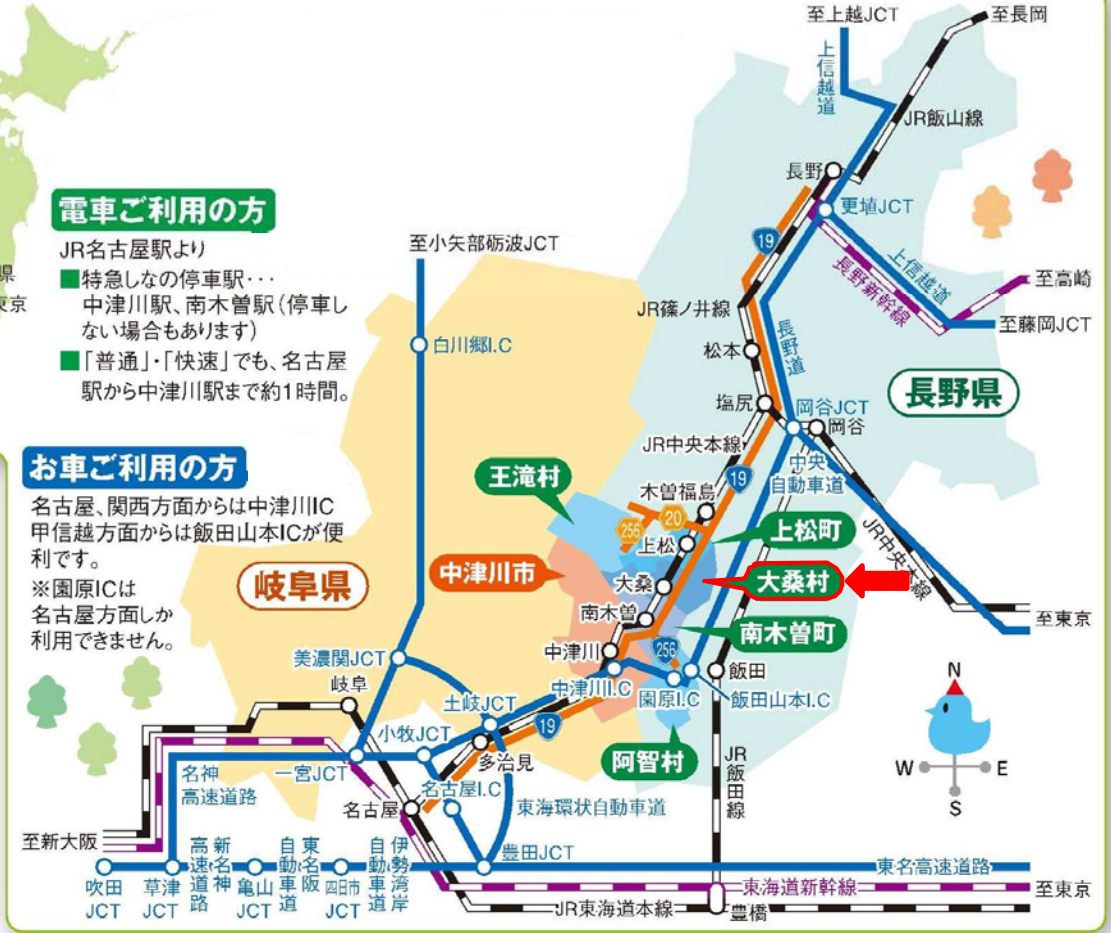 至上越JCT
至長岡
上信越道
JR飯山線
長野
更埴JCT
19
電車ご利用の方
JR名古屋駅より
■特急しなの停車駅･･･
中津川駅、南木曽駅(停車し
ない場合もあります)
■「普通」･「快速」でも、名古屋
駅から中津川駅まで約1時間。
県
東京
至小矢部砺波JCT
白川郷I.C
上信越道
長野新幹線
至高崎
至藤岡JCT
JR篠ノ井線
長野道
松本
塩尻
岡谷JCT
岡谷
長野県
JR中央本線
中央
自動車道
19
お車ご利用の方
名古屋、関西方面からは中津川IC
甲信越方面からは飯田山本ICが便
利です。
※園原ICは
名古屋方面しか
利用できません。
王滝村
木曽福島
20
256
上松
上松町
JR中央本線
岐阜県
中津川市
大桑
大桑村
南木曽
南木曽町
至東京
中津川
256
美濃関JCT
岐阜
土岐JCT
中津川I.C
園原I.C
飯田山本I.C
飯田
N
W
E
S
小牧JCT
19
多治見
阿智村
JR飯田線
名神
高速道路
一宮JCT
名古屋I.C
名古屋
東海環状自動車道
至新大阪
豊田JCT
東名高速道路
吹田
JCT
草津
JCT
新名神
高速道路
亀山
JCT
東名阪
自動車道
四日市
JCT
伊勢湾岸
自動車道
東海道新幹線
至東京
JR東海道本線
豊橋